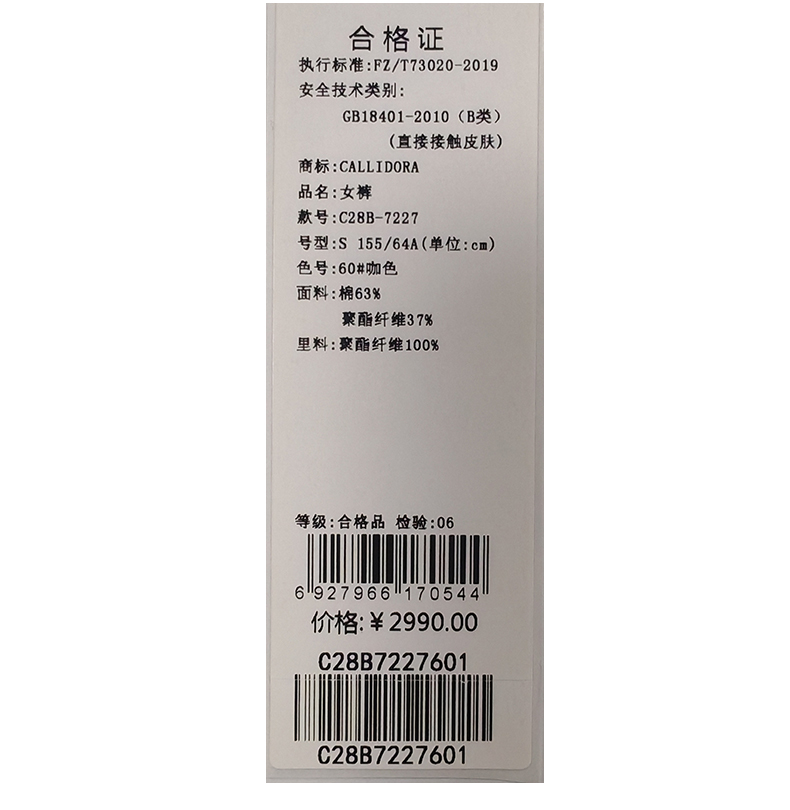 合格证
执行标准:FZ/T73020-2019
安全技术类别:
GB18401-2010 (B类)
(直接接触皮肤)
商标:CALLIDORA
品名:女裤
款号:C28B-7227
号型:S 155/64A(单位:cm)
色号:60#咖色
面料:棉63%
聚酯纤维37%
里料:聚酯纤维100%
等级:合格品 检验:06
6 927966 170544
价格:¥2990.00
C28B7227601
C28B7227601